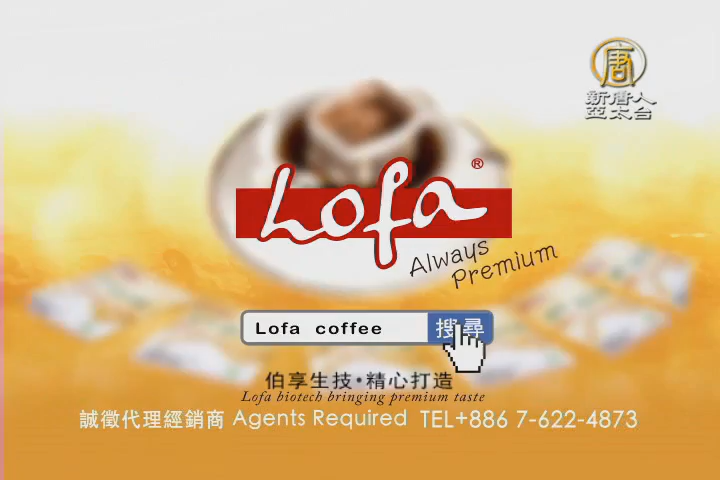 唐
新唐人
亞太台
Lofa®
Always
Premium
Lofa coffee 搜尋
伯享生技•精心打造
Lofa biotech bringing premium taste
誠徵代理經銷商 Agents Required TEL+886 7-622-4873